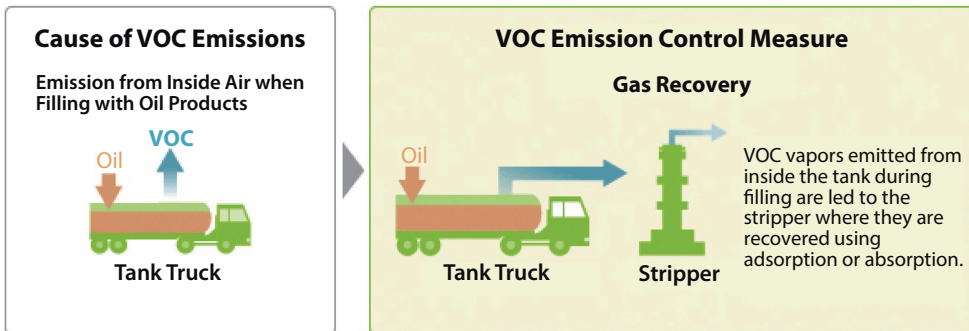 Cause of VOC Emissions
Emission from Inside Air when
Filling with Oil Products
VOC
Oil
Tank Truck
VOC Emission Control Measure
Gas Recovery
Oil
Tank Truck
Stripper
VOC vapors emitted from
inside the tank during
filling are led to the
stripper where they are
recovered using
adsorption or absorption.